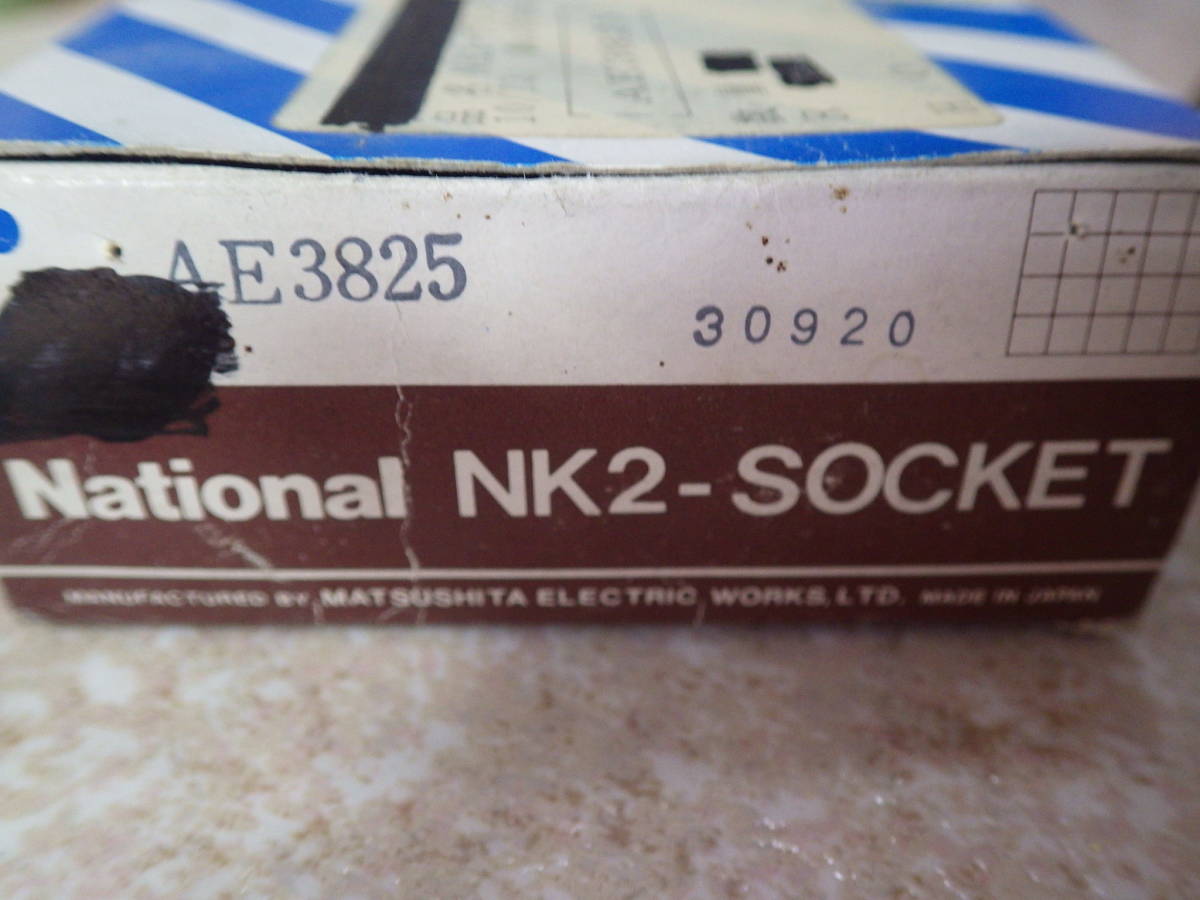 AE3825
30920
National NK2-SOCKET
MANUFACTURED BY MATSUSHITA ELECTRIC WORKS, LTD. MADE IN JAPAN